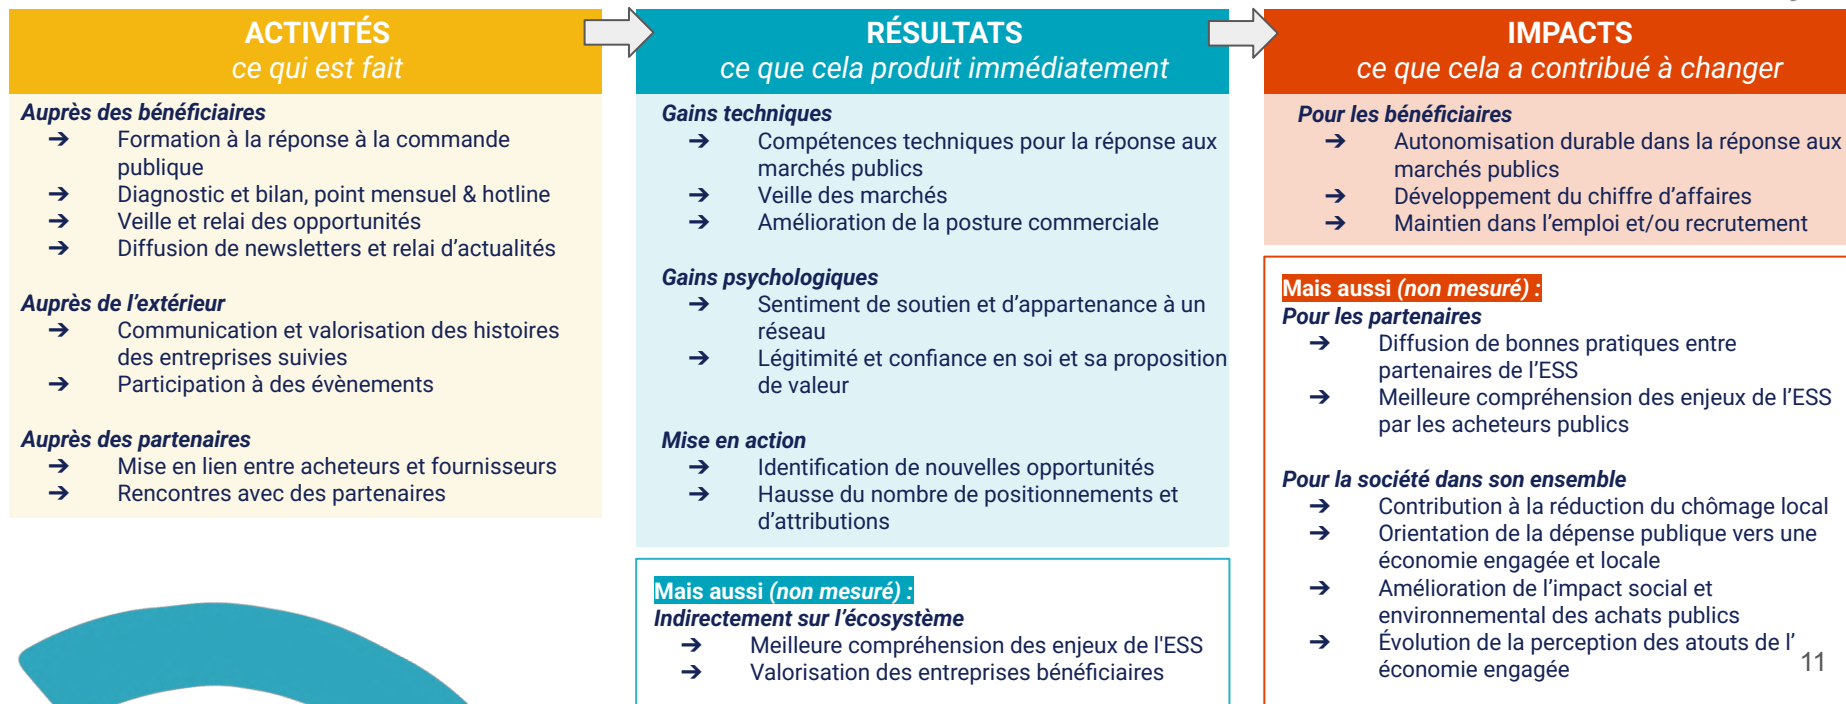 ACTIVITÉS
ce qui est fait
Auprès des bénéficiaires
➔ Formation à la réponse à la commande
publique
➔ Diagnostic et bilan, point mensuel & hotline
➔ Veille et relai des opportunités
➔ Diffusion de newsletters et relai d'actualités
Auprès de l'extérieur
➔ Communication et valorisation des histoires
des entreprises suivies
➔ Participation à des évènements
Auprès des partenaires
➔ Mise en lien entre acheteurs et fournisseurs
➔ Rencontres avec des partenaires
RÉSULTATS
ce que cela produit immédiatement
Gains techniques
➔ Compétences techniques pour la réponse aux
marchés publics
➔ Veille des marchés
➔ Amélioration de la posture commerciale
Gains psychologiques
➔ Sentiment de soutien et d'appartenance à un
réseau
➔ Légitimité et confiance en soi et sa proposition
de valeur
Mise en action
➔ Identification de nouvelles opportunités
➔ Hausse du nombre de positionnements et
d'attributions
Mais aussi (non mesuré) :
Indirectement sur l'écosystème
➔ Meilleure compréhension des enjeux de l'ESS
➔ Valorisation des entreprises bénéficiaires
IMPACTS
ce que cela a contribué à changer
Pour les bénéficiaires
➔ Autonomisation durable dans la réponse aux
marchés publics
➔ Développement du chiffre d'affaires
➔ Maintien dans l'emploi et/ou recrutement
Mais aussi (non mesuré) :
Pour les partenaires
➔ Diffusion de bonnes pratiques entre
partenaires de l'ESS
➔ Meilleure compréhension des enjeux de l'ESS
par les acheteurs publics
Pour la société dans son ensemble
➔ Contribution à la réduction du chômage local
➔ Orientation de la dépense publique vers une
économie engagée et locale
➔ Amélioration de l'impact social et
environnemental des achats publics
➔ Évolution de la perception des atouts de l'
économie engagée
11